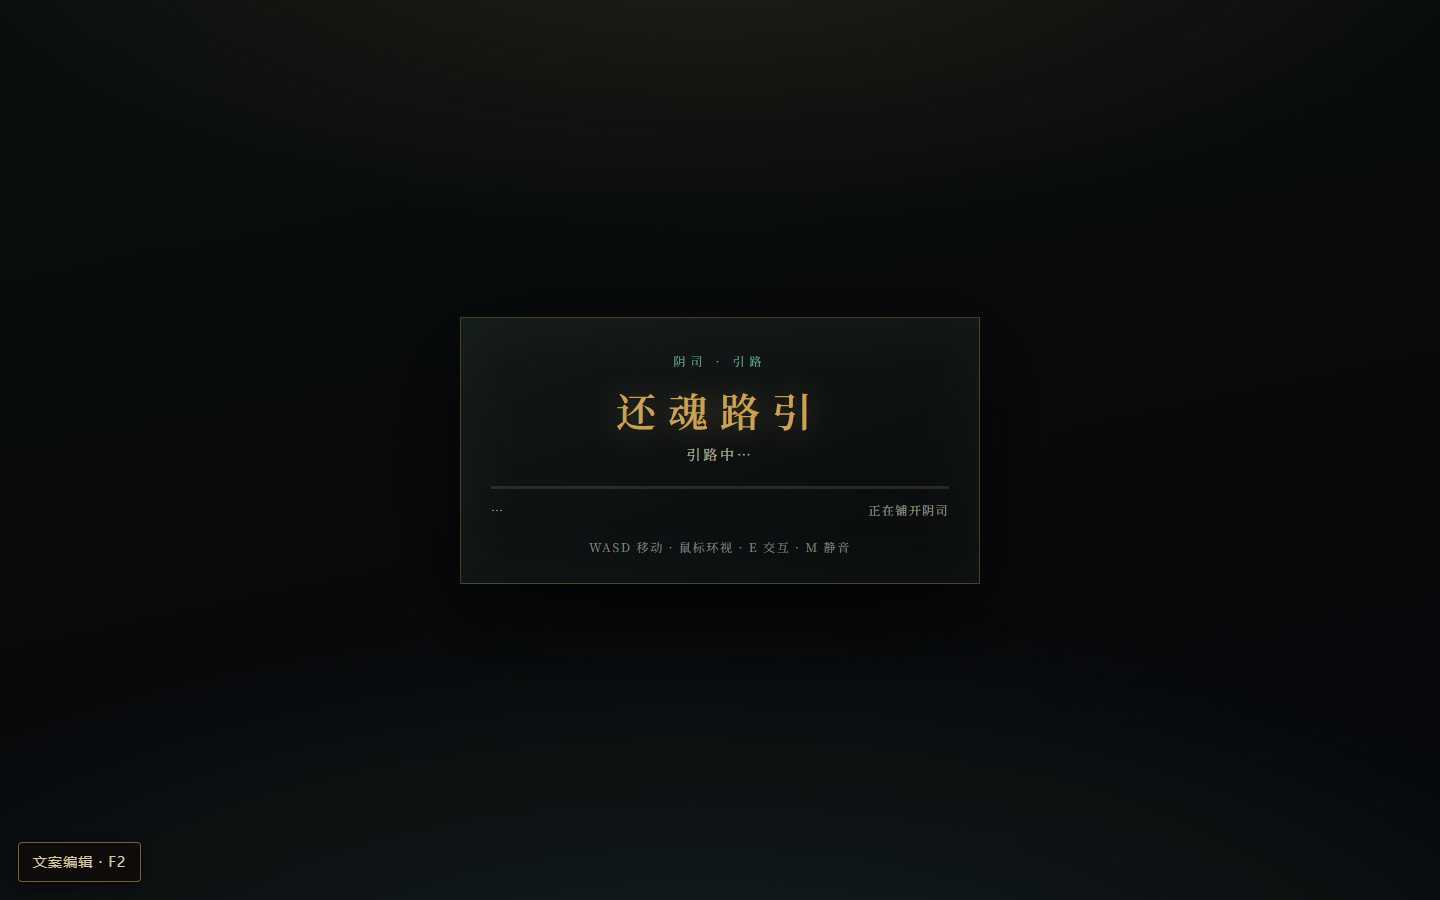 阴司 · 引路
还魂路引
引路中…
… 正在铺开阴司
WASD 移动 · 鼠标环视 · E 交互 · M 静音
文案编辑 · F2